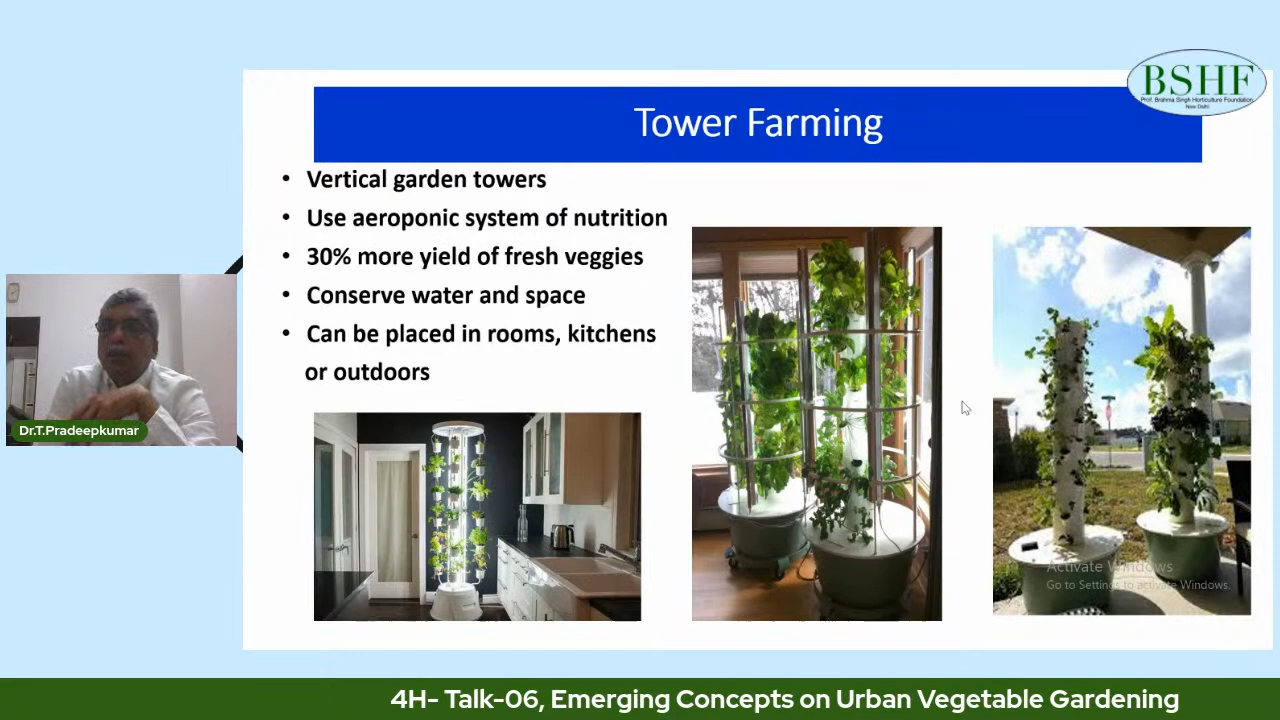 BSHF
Prof. Brahma Singh Horticulture Foundation
New Delhi
Tower Farming
• Vertical garden towers
• Use aeroponic system of nutrition
• 30% more yield of fresh veggies
• Conserve water and space
• Can be placed in rooms, kitchens
or outdoors
Dr.T.Pradeepkumar
Activate Windows
Go to Settings to activate Windows.
4H- Talk-06, Emerging Concepts on Urban Vegetable Gardening